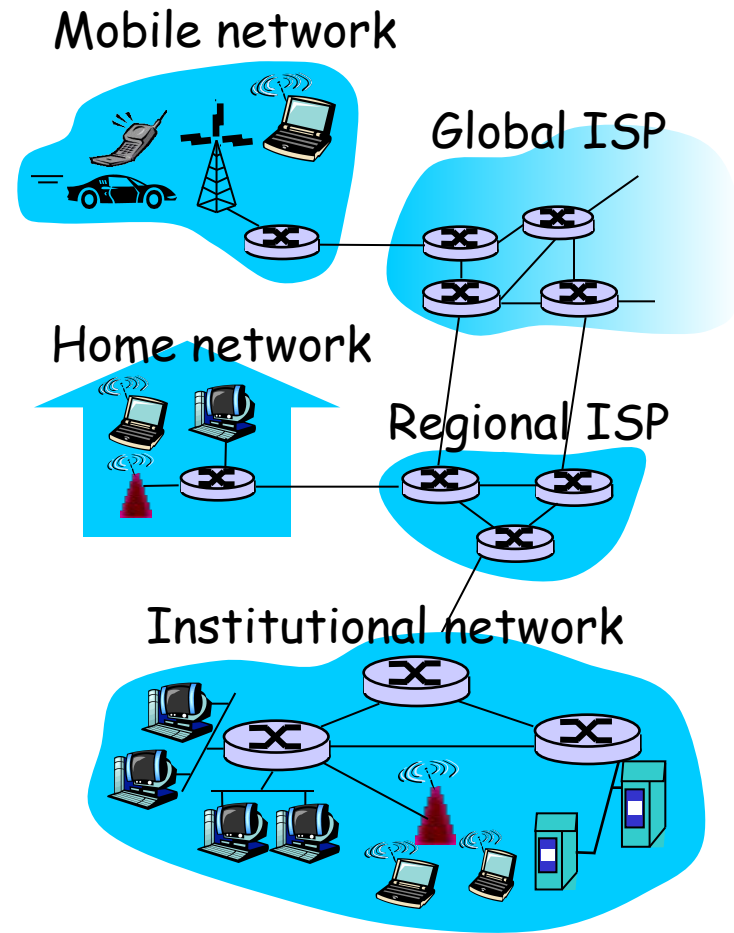 Mobile network
Global ISP
Home network
Regional ISP
Institutional network